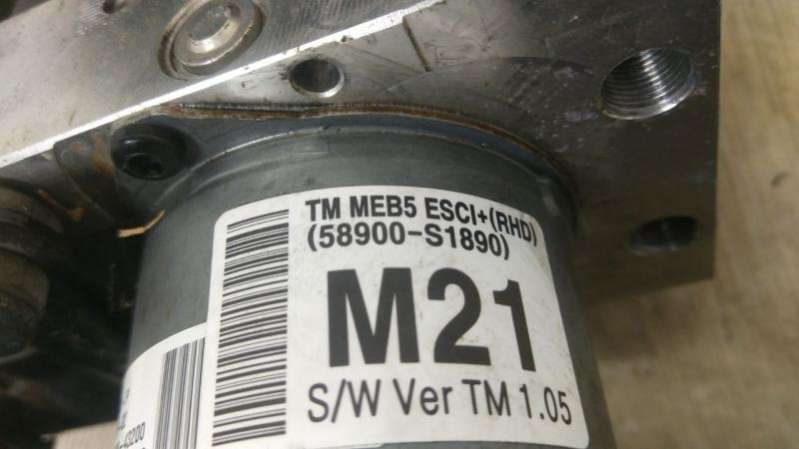 TM MEB5 ESCI+(RHD)
(58900-S1890)
M21
S/W Ver TM 1.05